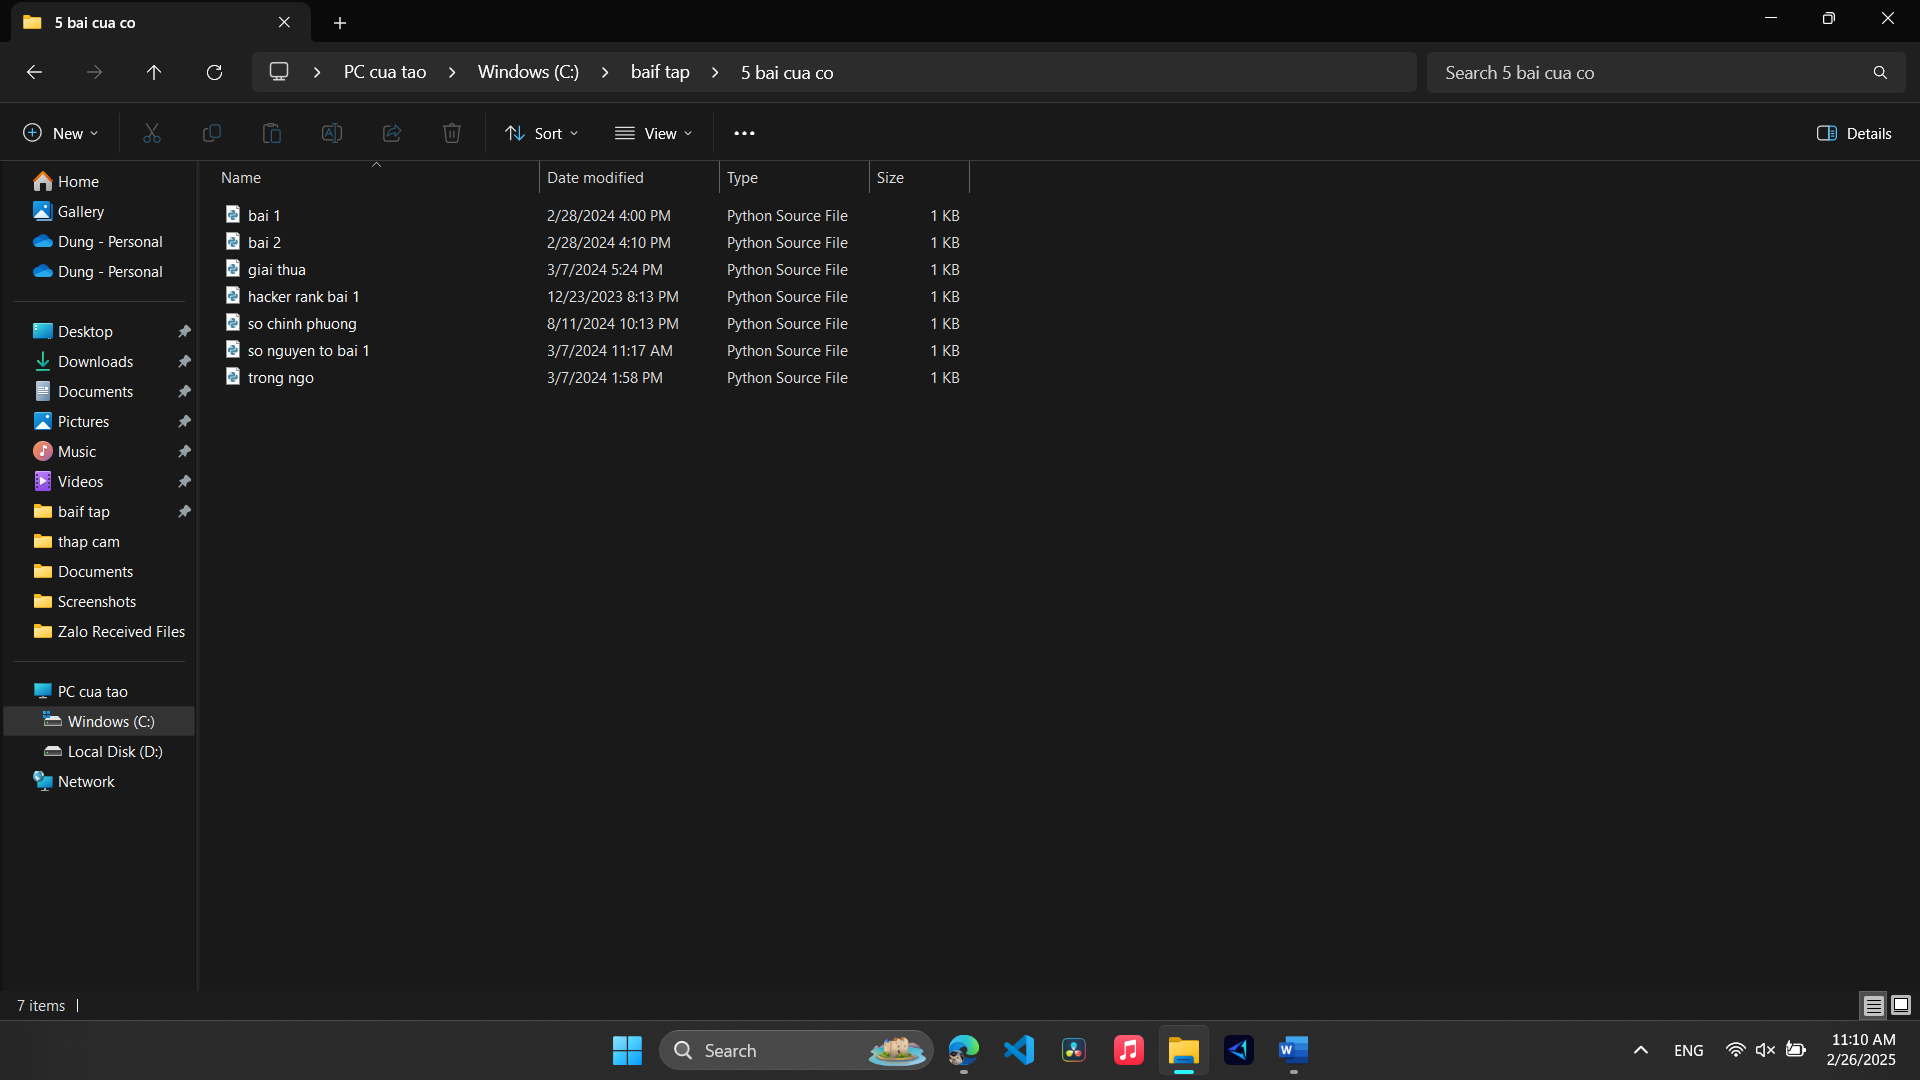 5 bai cua co
PC cua tao
Windows (C:)
baif tap
5 bai cua co
Search 5 bai cua co
New
Sort
View
Details
Home
Gallery
Dung - Personal
Dung - Personal
Desktop
Downloads
Documents
Pictures
Music
Videos
baif tap
thap cam
Documents
Screenshots
Zalo Received Files
PC cua tao
Windows (C:)
Local Disk (D:)
Network
Name Date modified Type Size
bai 1 2/28/2024 4:00 PM Python Source File 1 KB
bai 2 2/28/2024 4:10 PM Python Source File 1 KB
giai thua 3/7/2024 5:24 PM Python Source File 1 KB
hacker rank bai 1 12/23/2023 8:13 PM Python Source File 1 KB
so chinh phuong 8/11/2024 10:13 PM Python Source File 1 KB
so nguyen to bai 1 3/7/2024 11:17 AM Python Source File 1 KB
trong ngo 3/7/2024 1:58 PM Python Source File 1 KB
7 items
Search
ENG
11:10 AM
2/26/2025